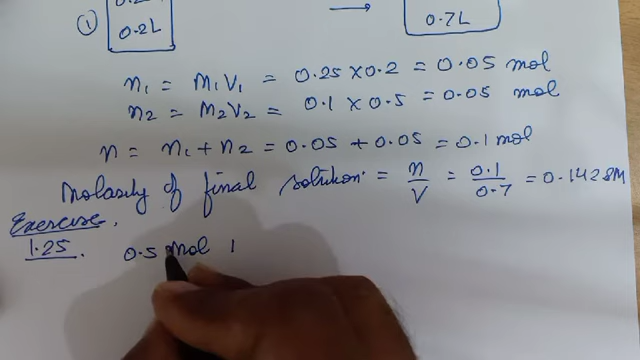 ① 0.2L
0.7L
n₁ = M₁V₁ = 0.25 × 0.2 = 0.05 mol
n₂ = M₂V₂ = 0.1 × 0.5 = 0.05 mol
n = n₁ + n₂ = 0.05 + 0.05 = 0.1 mol
Molarity of final solution = n/V = 0.1/0.7 = 0.1428M
Exercise.
1.25. 0.5 mol